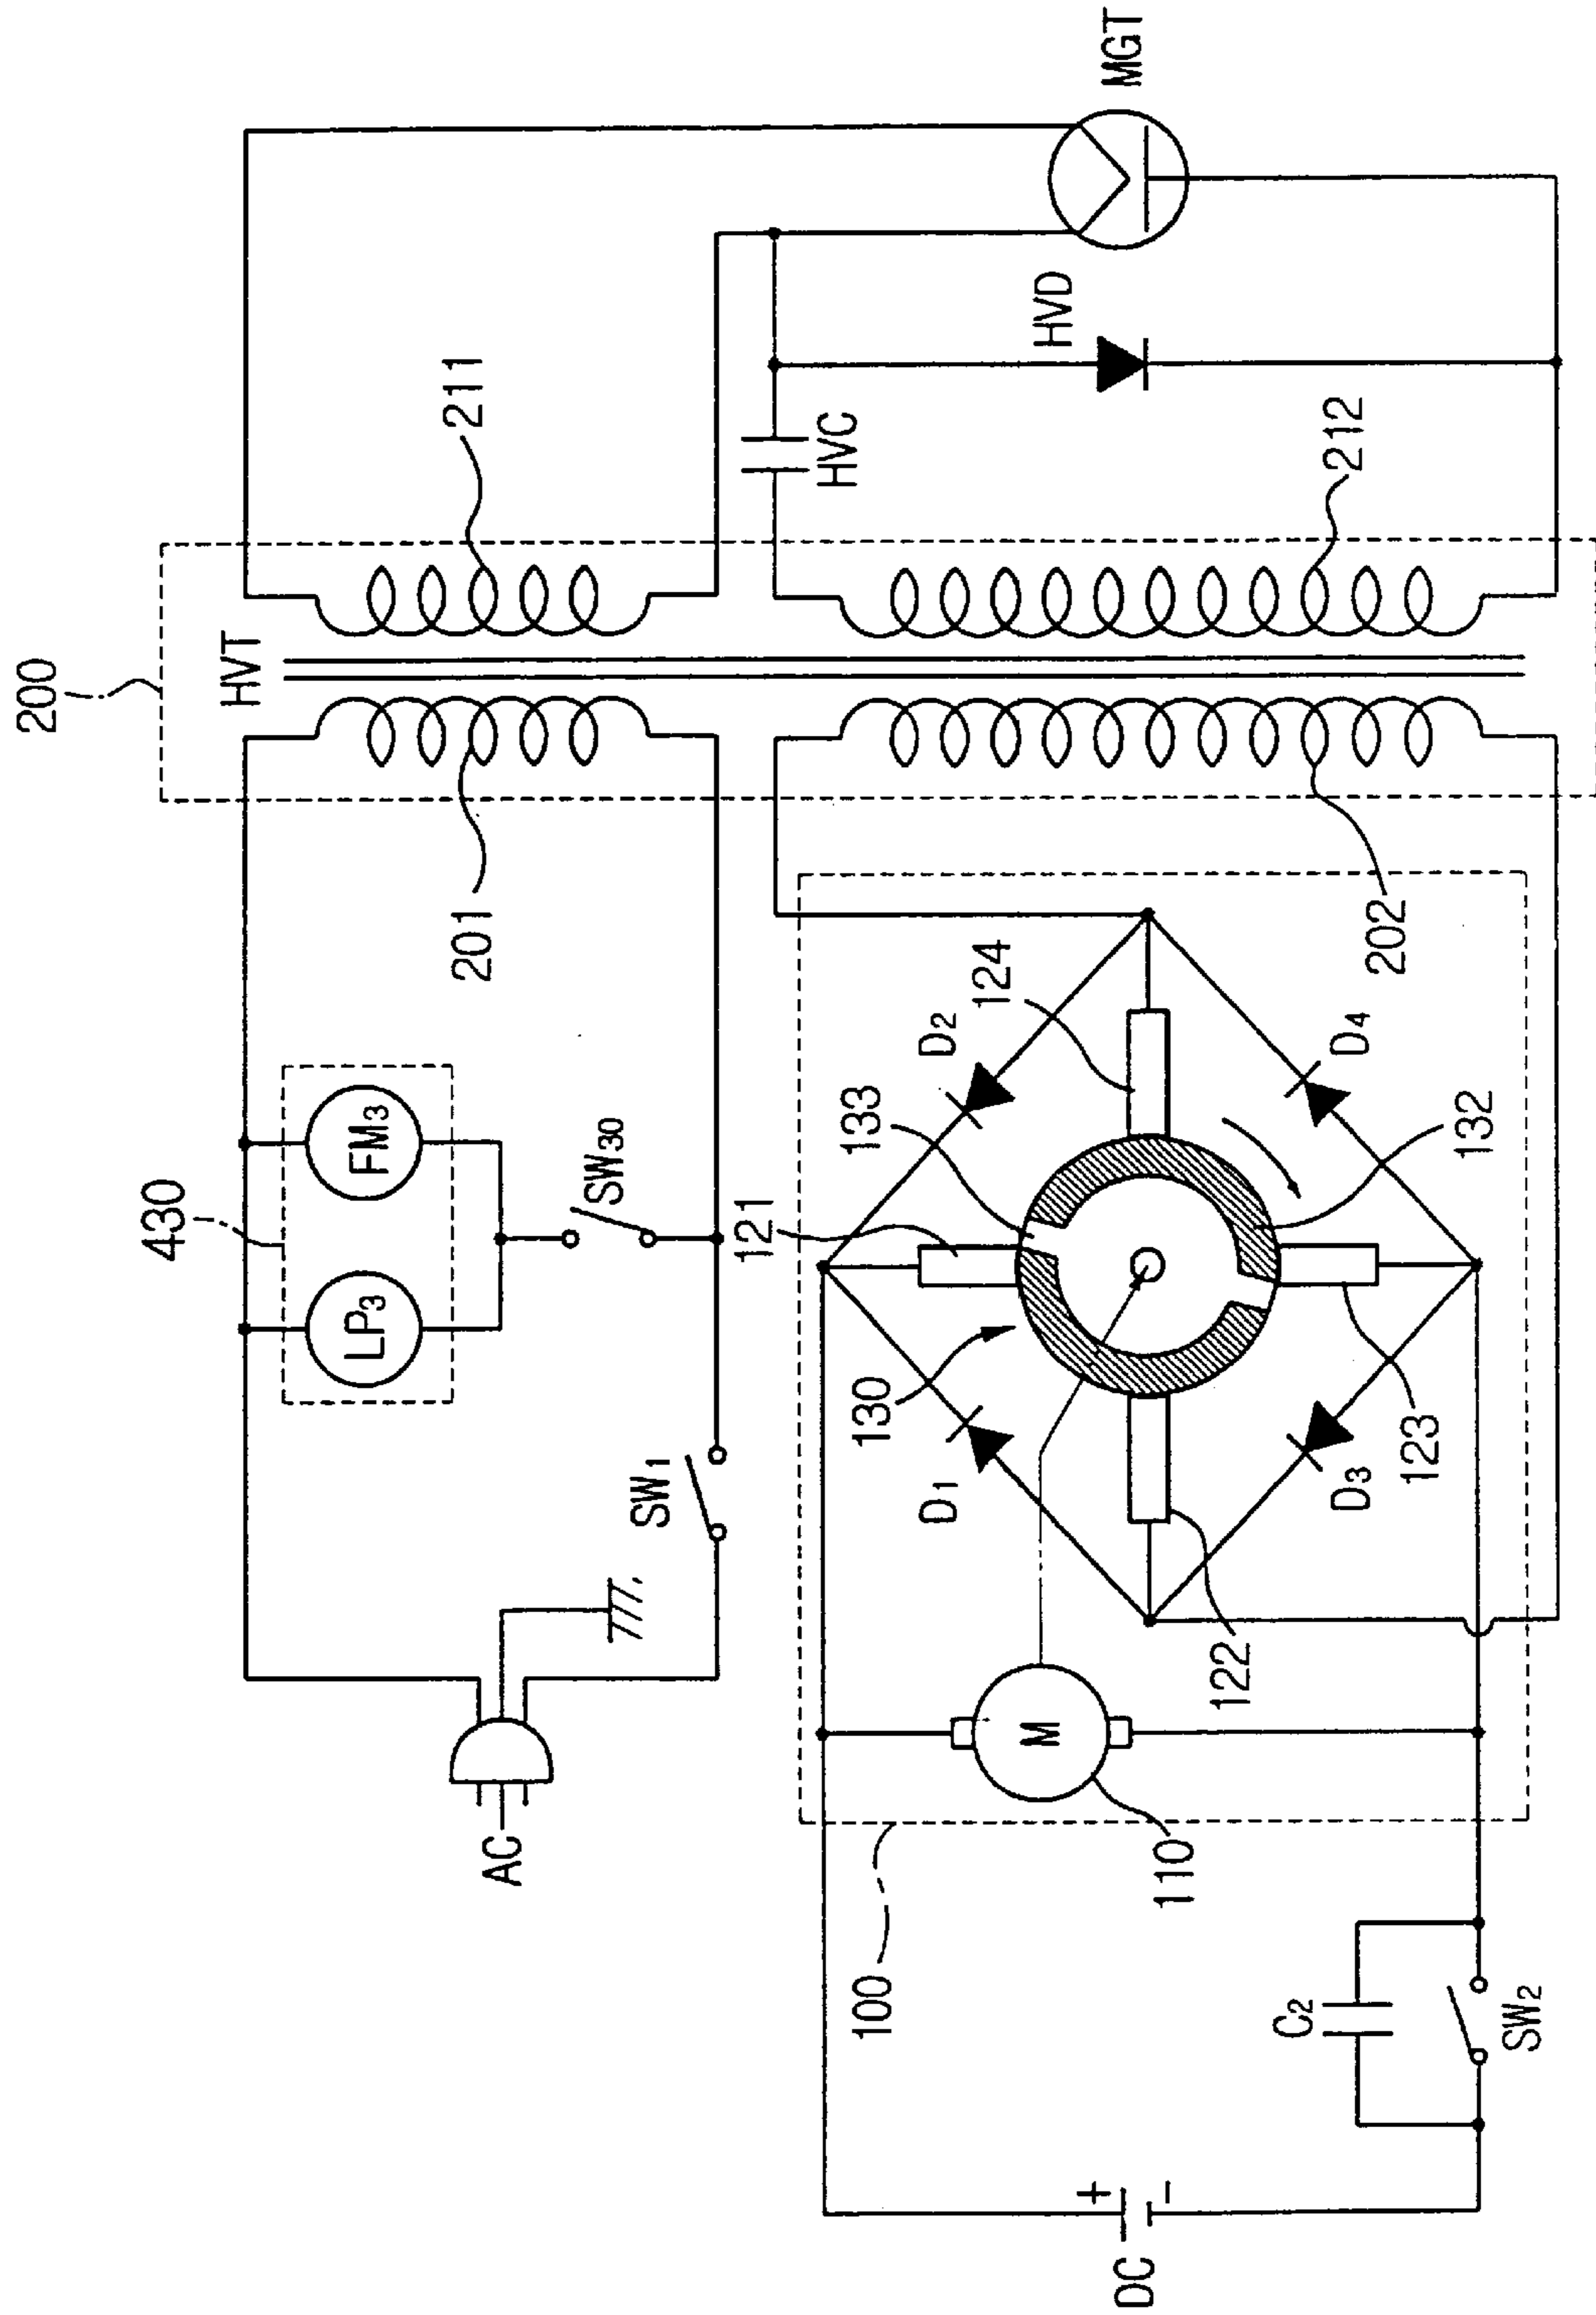 200
HVT
430
LP3
FM3
SW30
SW1
AC
201
211
HVC
HVD
MGT
212
202
100
110
M
130
121
133
124
122
123
132
D1
D2
D3
D4
C2
SW2
DC
+
−